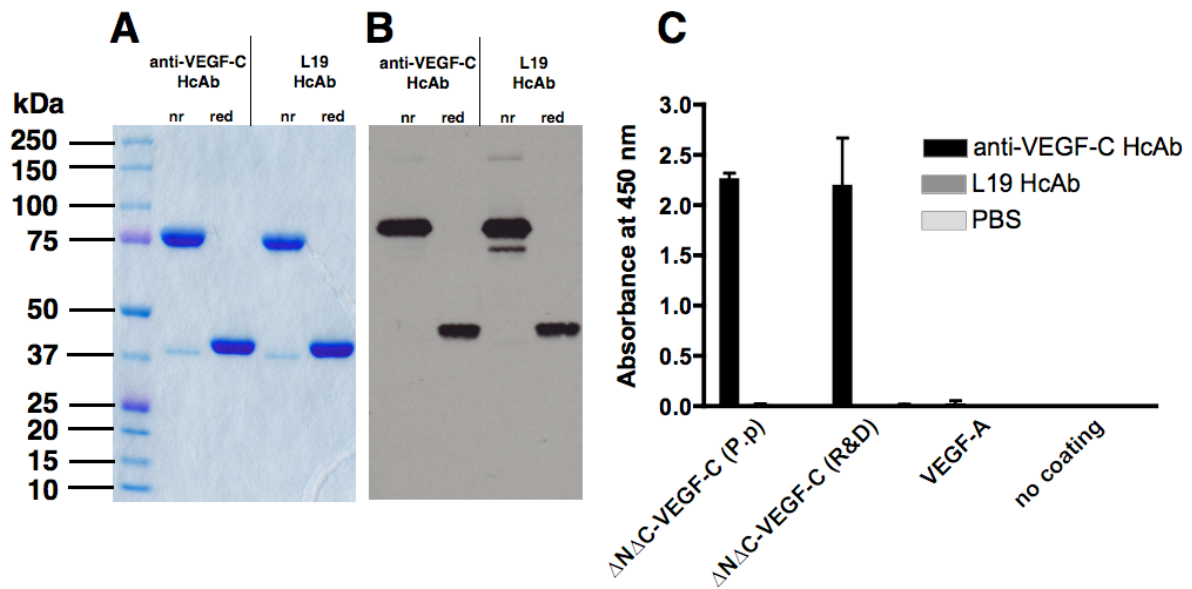 A
anti-VEGF-C
HcAb
L19
HcAb
nr
red
nr
red
kDa
250
150
100
75
50
37
25
20
15
10
B
anti-VEGF-C
HcAb
L19
HcAb
nr
red
nr
red
C
Absorbance at 450 nm
3.0
2.5
2.0
1.5
1.0
0.5
0.0
anti-VEGF-C HcAb
L19 HcAb
PBS
ΔNΔC-VEGF-C (P.p)
ΔNΔC-VEGF-C (R&D)
VEGF-A
no coating